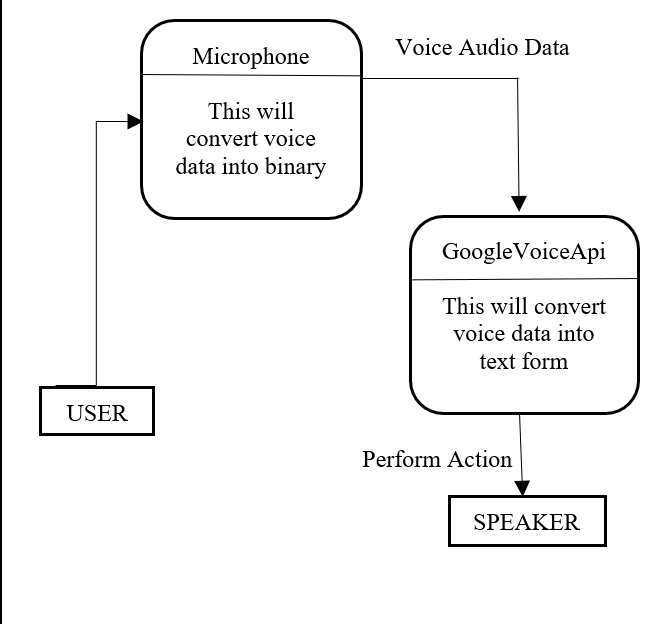 Microphone
This will
convert voice
data into binary
Voice Audio Data
GoogleVoiceApi
This will convert
voice data into
text form
USER
Perform Action
SPEAKER